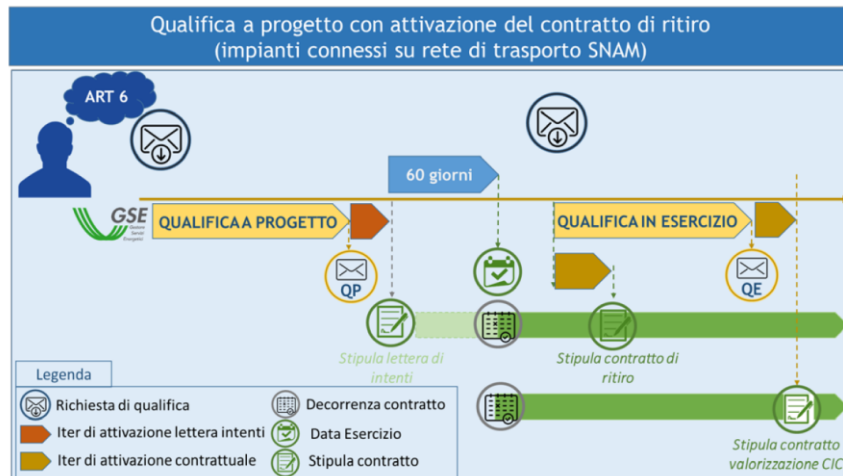 Qualifica a progetto con attivazione del contratto di ritiro
(impianti connessi su rete di trasporto SNAM)
ART 6
60 giorni
GSE
Gestore
Servizi
Energetici
QUALIFICA A PROGETTO
QUALIFICA IN ESERCIZIO
QP
QE
Stipula lettera di
intenti
Stipula contratto di
ritiro
Legenda
Richiesta di qualifica
Decorrenza contratto
Iter di attivazione lettera intenti
Data Esercizio
Iter di attivazione contrattuale
Stipula contratto
Stipula contratto
valorizzazione CIC